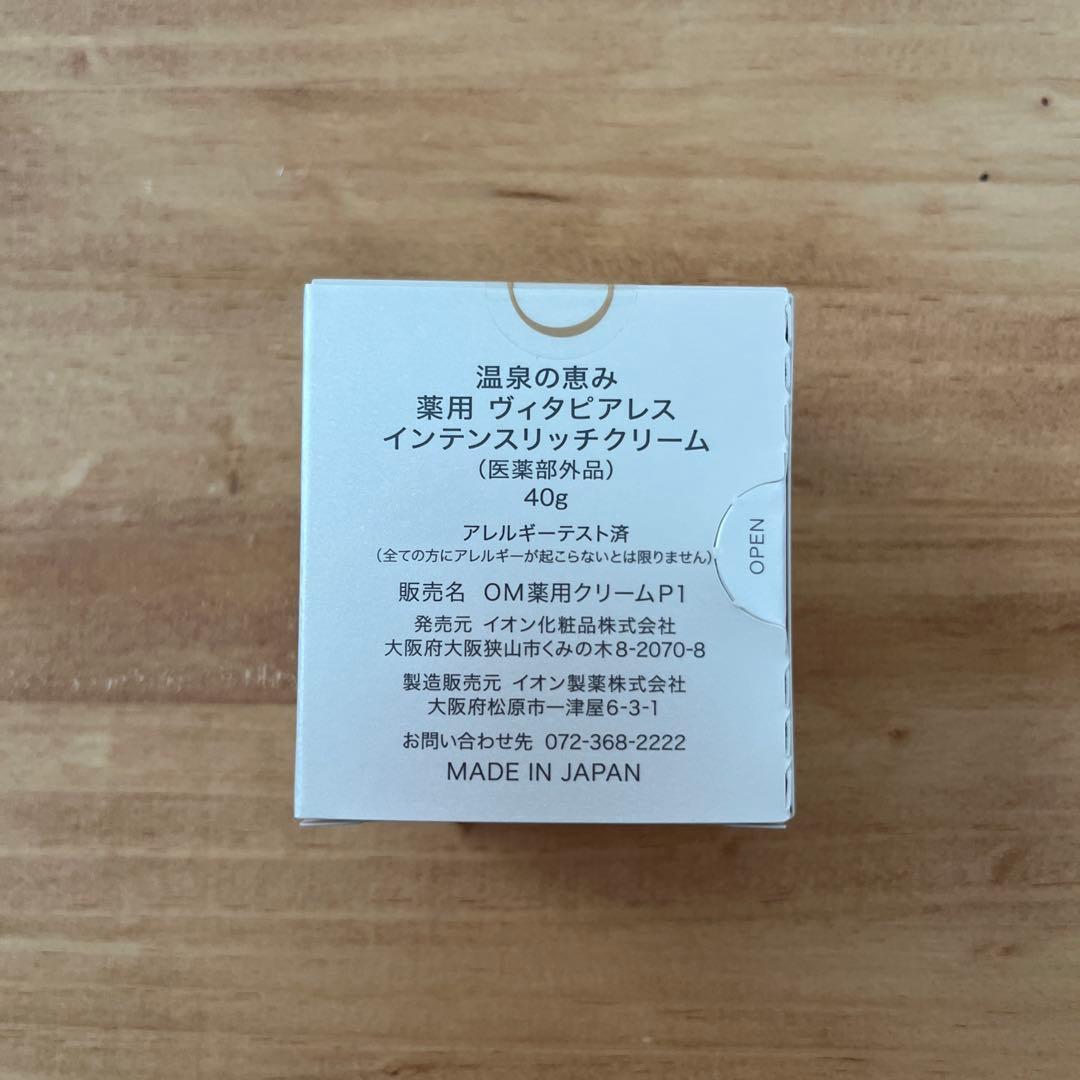 温泉の恵み
薬用 ヴィタピアレス
インテンスリッチクリーム
（医薬部外品）
40g
アレルギーテスト済
（全ての方にアレルギーが起こらないとは限りません）
販売名 OM薬用クリームP1
発売元 イオン化粧品株式会社
大阪府大阪狭山市くみの木8-2070-8
製造販売元 イオン製薬株式会社
大阪府松原市一津屋6-3-1
お問い合わせ先 072-368-2222
MADE IN JAPAN
OPEN